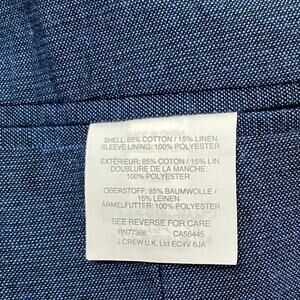 SHELL: 85% COTTON / 15% LINEN
SLEEVE LINING: 100% POLYESTER
EXTÉRIEUR: 85% COTON / 15% LIN
DOUBLURE DE LA MANCHE:
100% POLYESTER
OBERSTOFF: 85% BAUMWOLLE /
15% LEINEN
ÄRMELFUTTER: 100% POLYESTER
SEE REVERSE FOR CARE
RN77388 CA56445
J.CREW U.K. Ltd EC4V 6JA